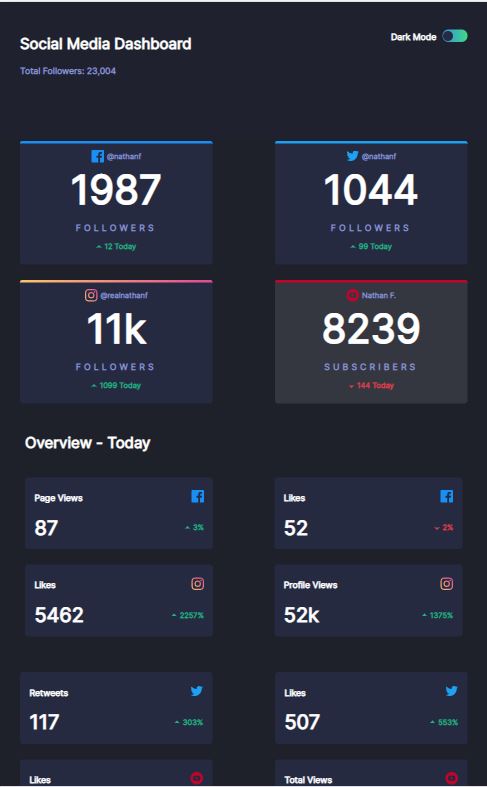 Social Media Dashboard
Dark Mode
Total Followers: 23,004
@nathanf
1987
FOLLOWERS
12 Today
@nathanf
1044
FOLLOWERS
99 Today
@realnathanf
11k
FOLLOWERS
1099 Today
Nathan F.
8239
SUBSCRIBERS
144 Today
Overview - Today
Page Views
87
3%
Likes
52
2%
Likes
5462
2257%
Profile Views
52k
1375%
Retweets
117
303%
Likes
507
553%
Likes
Total Views